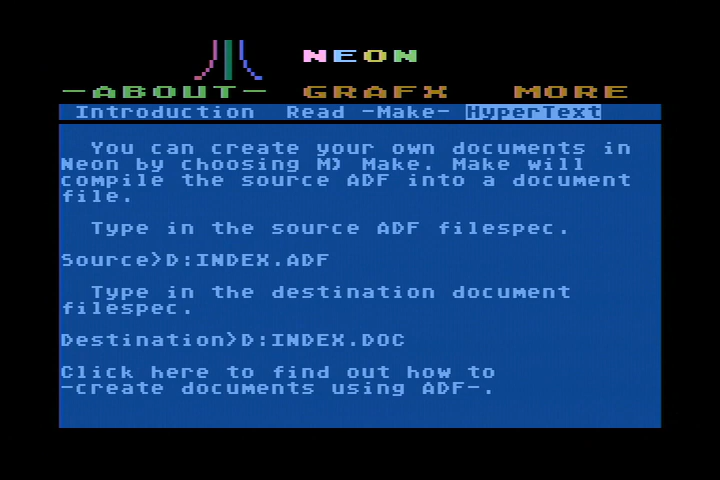 NEON
-ABOUT- GRAFX MORE
Introduction Read -Make- HyperText
You can create your own documents in
Neon by choosing M) Make. Make will
compile the source ADF into a document
file.
Type in the source ADF filespec.
Source>D:INDEX.ADF
Type in the destination document
filespec.
Destination>D:INDEX.DOC
Click here to find out how to
-create documents using ADF-.